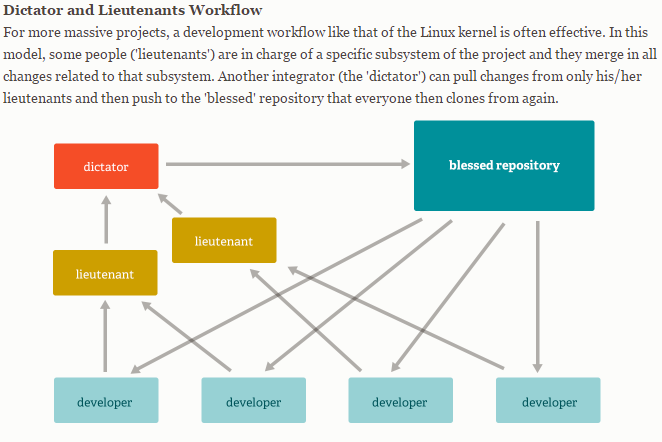 Dictator and Lieutenants Workflow
For more massive projects, a development workflow like that of the Linux kernel is often effective. In this
model, some people ('lieutenants') are in charge of a specific subsystem of the project and they merge in all
changes related to that subsystem. Another integrator (the 'dictator') can pull changes from only his/her
lieutenants and then push to the 'blessed' repository that everyone then clones from again.
dictator
blessed repository
lieutenant
lieutenant
developer
developer
developer
developer